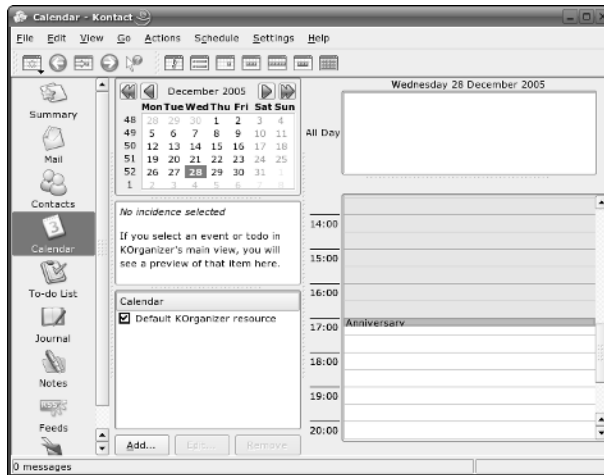 Calendar - Kontact
File Edit View Go Actions Schedule Settings Help
Summary
Mail
Contacts
3
Calendar
To-do List
Journal
Notes
Feeds
December 2005
Mon Tue Wed Thu Fri Sat Sun
48 28 29 30 1 2 3 4
49 5 6 7 8 9 10 11
50 12 13 14 15 16 17 18
51 19 20 21 22 23 24 25
52 26 27 28 29 30 31 1
1 2 3 4 5 6 7 8
No incidence selected
If you select an event or todo in
KOrganizer's main view, you will
see a preview of that item here.
Calendar
Default KOrganizer resource
Add... Edit... Remove
Wednesday 28 December 2005
All Day
14:00
15:00
16:00
17:00 Anniversary
18:00
19:00
20:00
0 messages